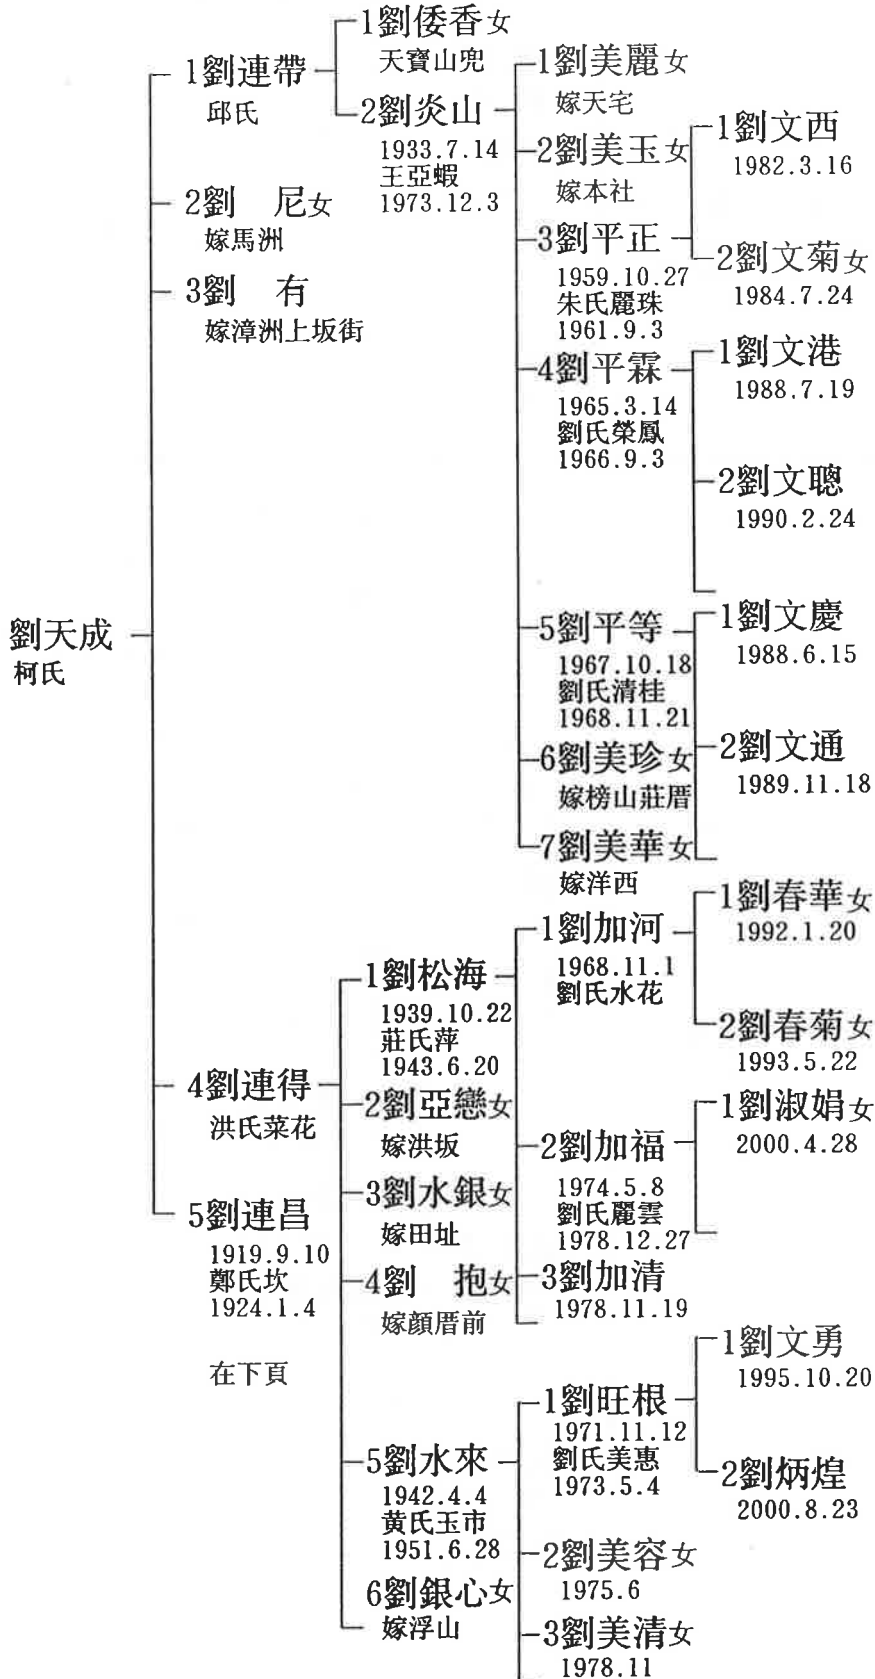 劉天成
柯氏
1劉連帶
邱氏
2劉　尼女
嫁馬洲
3劉　有
嫁漳洲上坂街
4劉連得
洪氏菜花
5劉連昌
1919.9.10
鄭氏坎
1924.1.4
在下頁
1劉倭香女
天寶山兜
2劉炎山
1933.7.14
王亞蝦
1973.12.3
1劉松海
1939.10.22
莊氏萍
1943.6.20
2劉亞戀女
嫁洪坂
3劉水銀女
嫁田址
4劉　抱女
嫁顏厝前
5劉水來
1942.4.4
黄氏玉市
1951.6.28
6劉銀心女
嫁浮山
1劉美麗女
嫁天宅
2劉美玉女
嫁本社
3劉平正
1959.10.27
朱氏麗珠
1961.9.3
4劉平霖
1965.3.14
劉氏榮鳳
1966.9.3
5劉平等
1967.10.18
劉氏清桂
1968.11.21
6劉美珍女
嫁榜山莊厝
7劉美華女
嫁洋西
1劉加河
1968.11.1
劉氏水花
2劉加福
1974.5.8
劉氏麗雲
1978.12.27
3劉加清
1978.11.19
1劉旺根
1971.11.12
劉氏美惠
1973.5.4
2劉美容女
1975.6
3劉美清女
1978.11
1劉文西
1982.3.16
2劉文菊女
1984.7.24
1劉文港
1988.7.19
2劉文聰
1990.2.24
1劉文慶
1988.6.15
2劉文通
1989.11.18
1劉春華女
1992.1.20
2劉春菊女
1993.5.22
1劉淑娟女
2000.4.28
1劉文勇
1995.10.20
2劉炳煌
2000.8.23